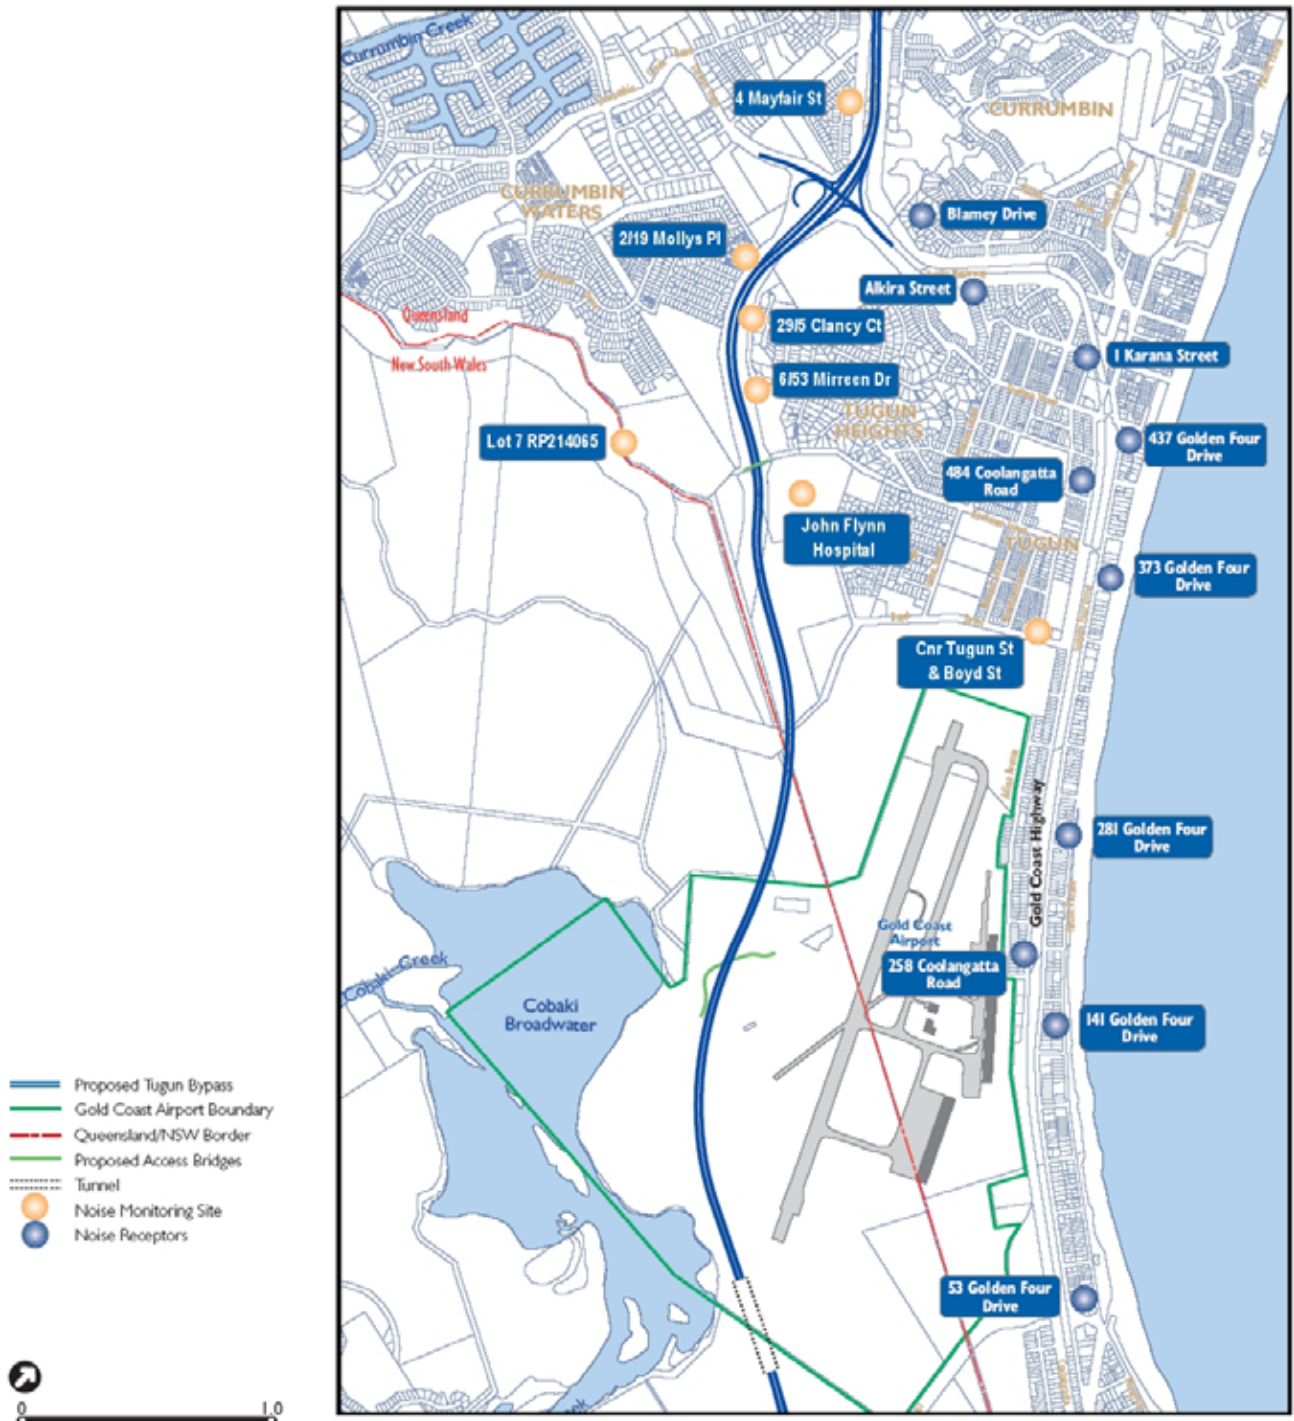 Currumbin Creek
4 Mayfair St
CURRUMBIN
CURRUMBIN
WATERS
Blamey Drive
2/19 Mollys Pl
Alkira Street
Queensland
29/5 Clancy Ct
New South Wales
1 Karana Street
6/53 Mirreen Dr
TUGUN
HEIGHTS
Lot 7 RP214065
437 Golden Four
Drive
484 Coolangatta
Road
John Flynn
Hospital
TUGUN
373 Golden Four
Drive
Cnr Tugun St
& Boyd St
Gold Coast Highway
281 Golden Four
Drive
Gold Coast
Airport
258 Coolangatta
Road
Cobaki Creek
Cobaki
Broadwater
141 Golden Four
Drive
53 Golden Four
Drive
Proposed Tugun Bypass
Gold Coast Airport Boundary
Queensland/NSW Border
Proposed Access Bridges
Tunnel
Noise Monitoring Site
Noise Receptors
0 1.0